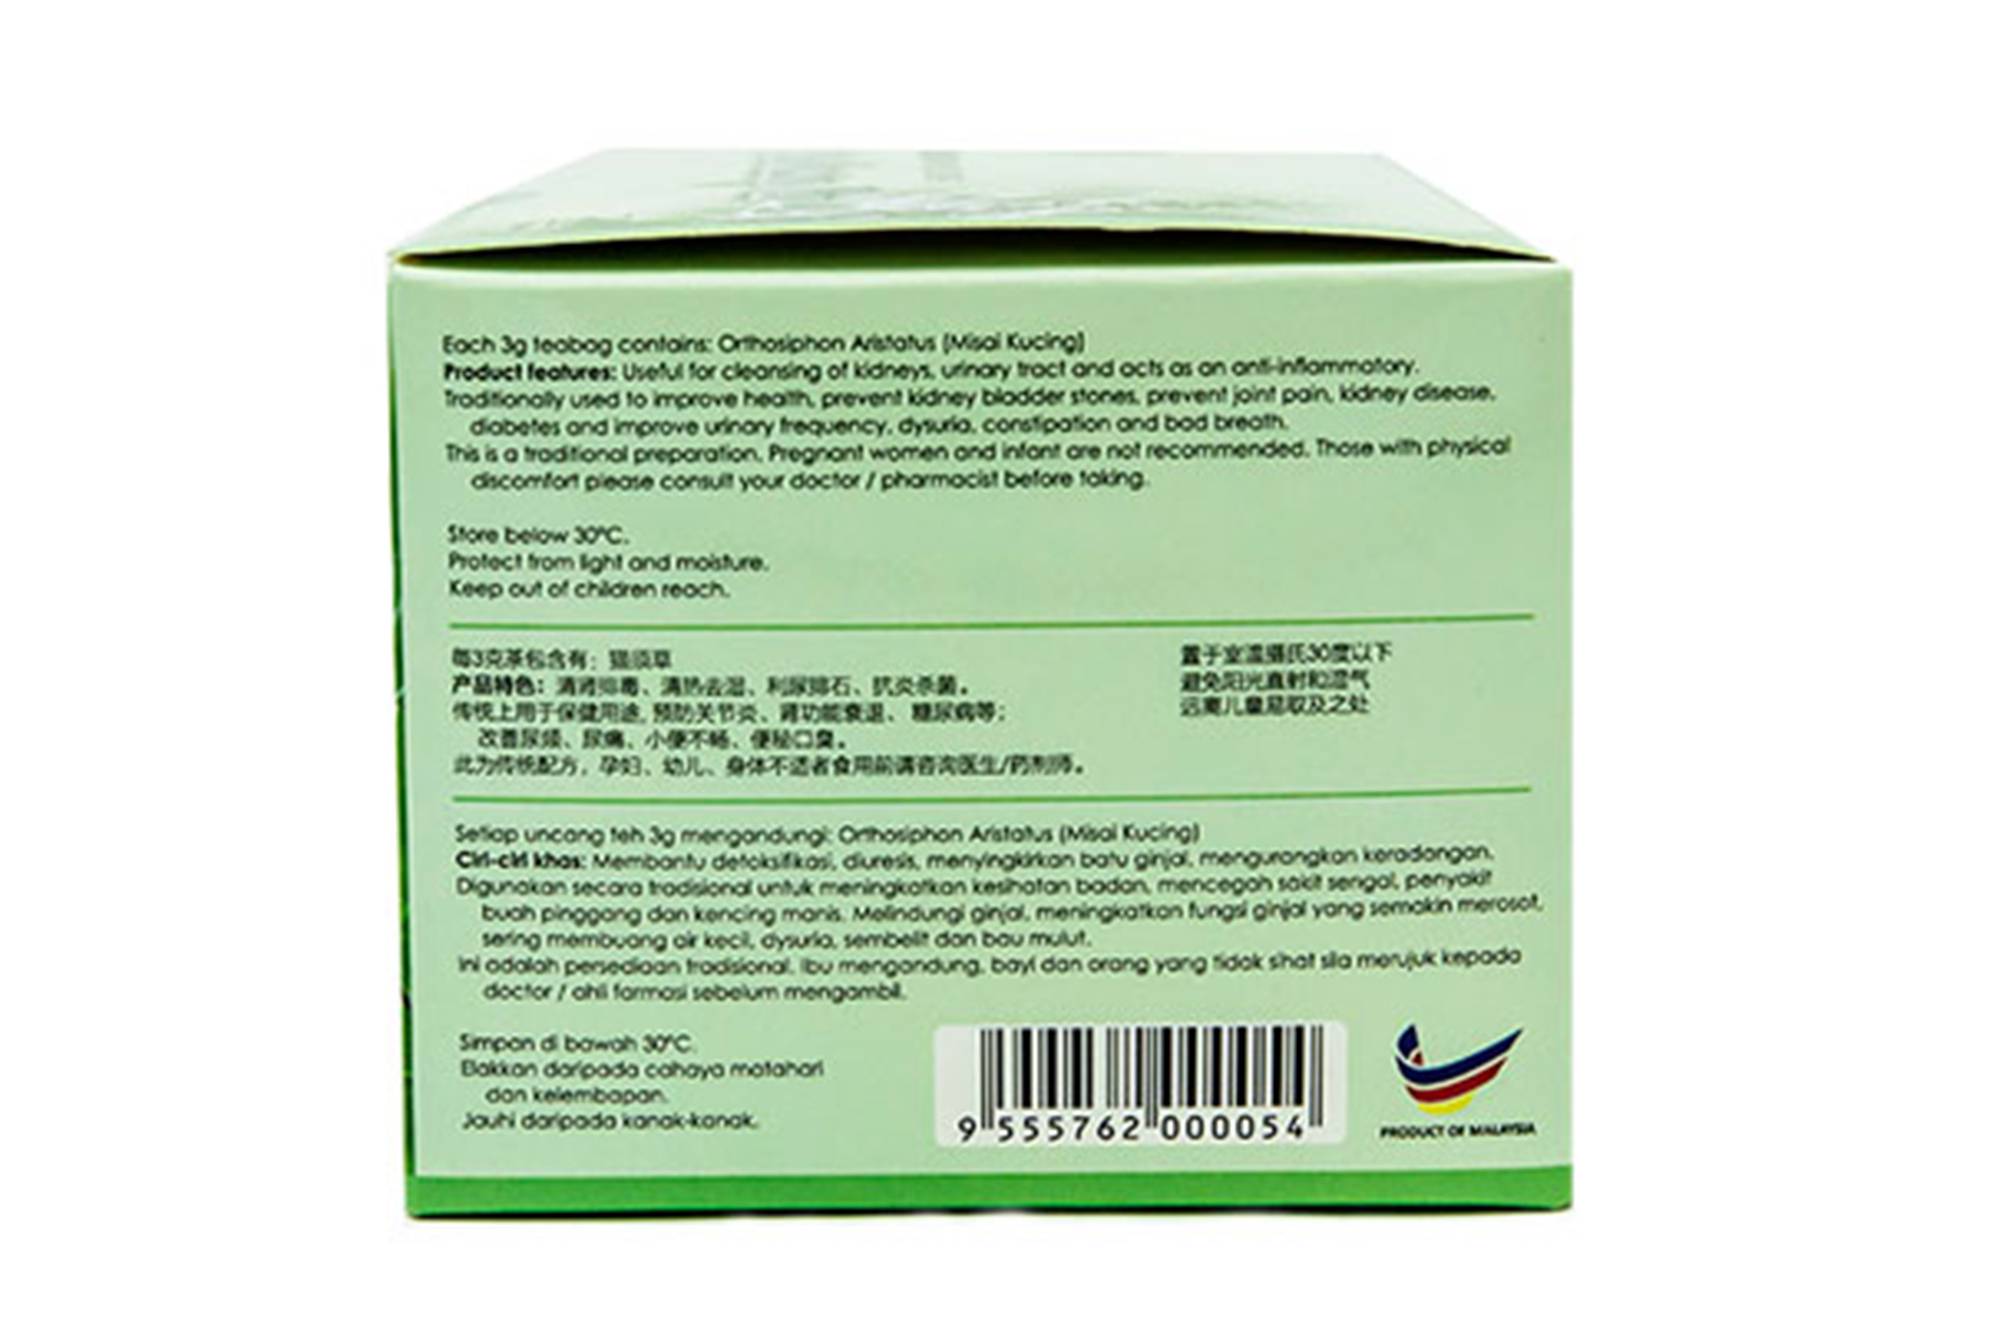 Each 3g teabag contains: Orthosiphon Aristatus (Misai Kucing)
Product features: Useful for cleansing of kidneys, urinary tract and acts as an anti-inflammatory.
Traditionally used to improve health, prevent kidney bladder stones, prevent joint pain, kidney disease,
diabetes and improve urinary frequency, dysuria, constipation and bad breath.
This is a traditional preparation. Pregnant women and infant are not recommended. Those with physical
discomfort please consult your doctor / pharmacist before taking.
Store below 30°C.
Protect from light and moisture.
Keep out of children reach.
每3克茶包含有：猫须草
产品特色：清肾排毒、清热去湿、利尿排石、抗炎杀菌。
传统上用于保健用途, 预防关节炎、肾功能衰退、糖尿病等；
改善尿频、尿痛、小便不畅、便秘口臭。
此为传统配方，孕妇、幼儿、身体不适者食用前请咨询医生/药剂师。
置于室温摄氏30度以下
避免阳光直射和湿气
远离儿童易取及之处
Setiap uncang teh 3g mengandungi: Orthosiphon Aristatus (Misai Kucing)
Ciri-ciri khas: Membantu detoksifikasi, diuresis, menyingkirkan batu ginjal, mengurangkan keradangan.
Digunakan secara tradisional untuk meningkatkan kesihatan badan, mencegah sakit sengal, penyakit
buah pinggang dan kencing manis. Melindungi ginjal, meningkatkan fungsi ginjal yang semakin merosot,
sering membuang air kecil, dysuria, sembelit dan bau mulut.
Ini adalah persediaan tradisional. Ibu mengandung, bayi dan orang yang tidak sihat sila merujuk kepada
doctor / ahli farmasi sebelum mengambil.
Simpan di bawah 30°C.
Elakkan daripada cahaya matahari
dan kelembapan.
Jauhi daripada kanak-kanak.
9 555762 000054
PRODUCT OF MALAYSIA